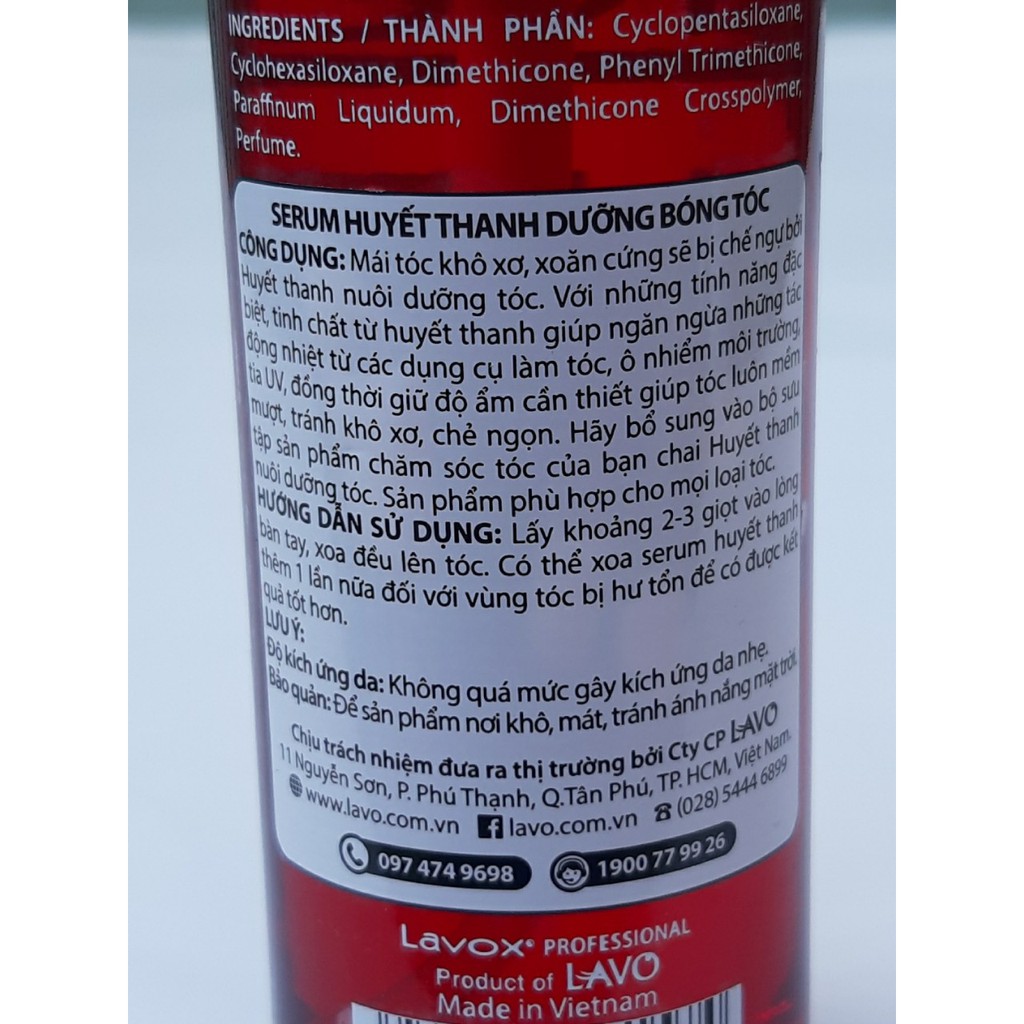 INGREDIENTS / THÀNH PHẦN: Cyclopentasiloxane,
Cyclohexasiloxane, Dimethicone, Phenyl Trimethicone,
Paraffinum Liquidum, Dimethicone Crosspolymer,
Perfume.
SERUM HUYẾT THANH DƯỠNG BÓNG TÓC
CÔNG DỤNG: Mái tóc khô xơ, xoăn cứng sẽ bị chế ngự bởi
Huyết thanh nuôi dưỡng tóc. Với những tính năng đặc
biệt, tinh chất từ huyết thanh giúp ngăn ngừa những tác
động nhiệt từ các dụng cụ làm tóc, ô nhiễm môi trường,
tia UV, đồng thời giữ độ ẩm cần thiết giúp tóc luôn mềm
mượt, tránh khô xơ, chẻ ngọn. Hãy bổ sung vào bộ sưu
tập sản phẩm chăm sóc tóc của bạn chai Huyết thanh
nuôi dưỡng tóc. Sản phẩm phù hợp cho mọi loại tóc.
HƯỚNG DẪN SỬ DỤNG: Lấy khoảng 2-3 giọt vào lòng
bàn tay, xoa đều lên tóc. Có thể xoa serum huyết thanh
thêm 1 lần nữa đối với vùng tóc bị hư tổn để có được kết
quả tốt hơn.
LƯU Ý:
Độ kích ứng da: Không quá mức gây kích ứng da nhẹ.
Bảo quản: Để sản phẩm nơi khô, mát, tránh ánh nắng mặt trời.
Chịu trách nhiệm đưa ra thị trường bởi Cty CP LAVO
11 Nguyễn Sơn, P. Phú Thạnh, Q.Tân Phú, TP. HCM, Việt Nam.
www.lavo.com.vn lavo.com.vn (028) 5444 6899
097 474 9698 1900 77 99 26
Lavox® PROFESSIONAL
Product of LAVO
Made in Vietnam